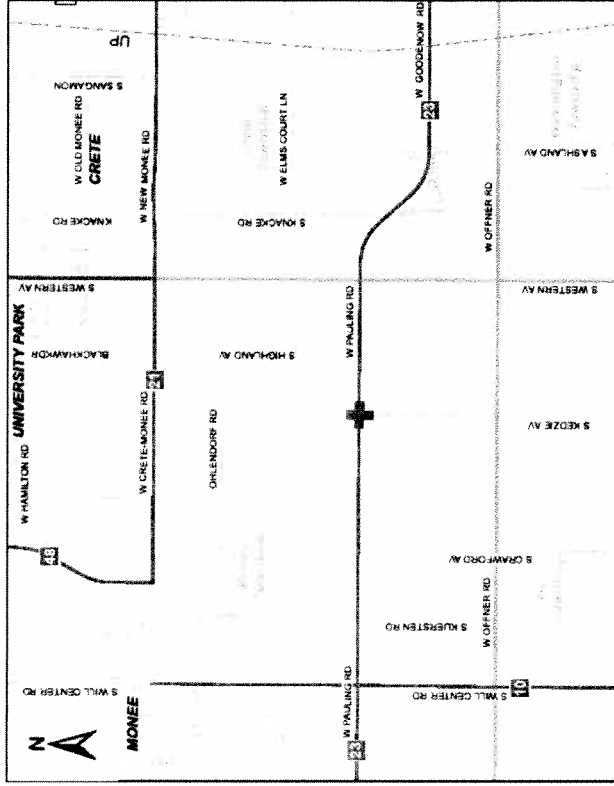 UP
S SANGAMON
W OLD MONEE RD
CRETE
KNACKE RD
W NEW MONEE RD
W ELMS COURT LN
S KNACKE RD
W GOODENOW RD
23
S ASHLAND AV
W OFFNER RD
S WESTERN AV
S WESTERN AV
UNIVERSITY PARK
BLACKHAWK DR
W HAMILTON RD
W CRETE-MONEE RD
S HIGHLAND AV
OHLENDORF RD
W PAULING RD
S KEDZIE AV
48
S CRAWFORD AV
S KUERSTEN RD
W OFFNER RD
S WILL CENTER RD
MONEE
N
W PAULING RD
23
S WILL CENTER RD
10